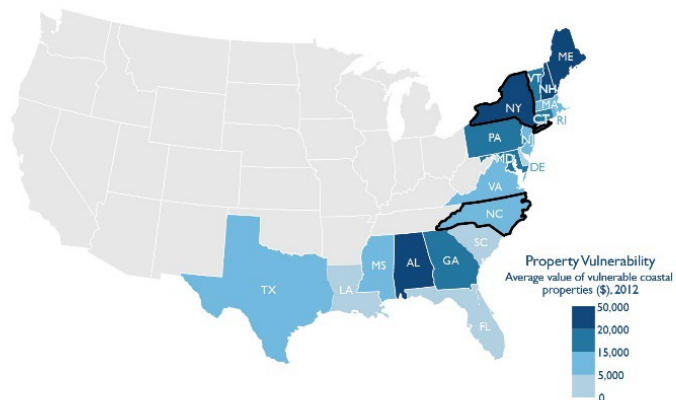 ME
VT
NH
NY
MA
CT
RI
PA
NJ
MD
DE
VA
NC
SC
MS
AL
GA
TX
LA
FL
Property Vulnerability
Average value of vulnerable coastal
properties ($), 2012
50,000
20,000
15,000
5,000
0